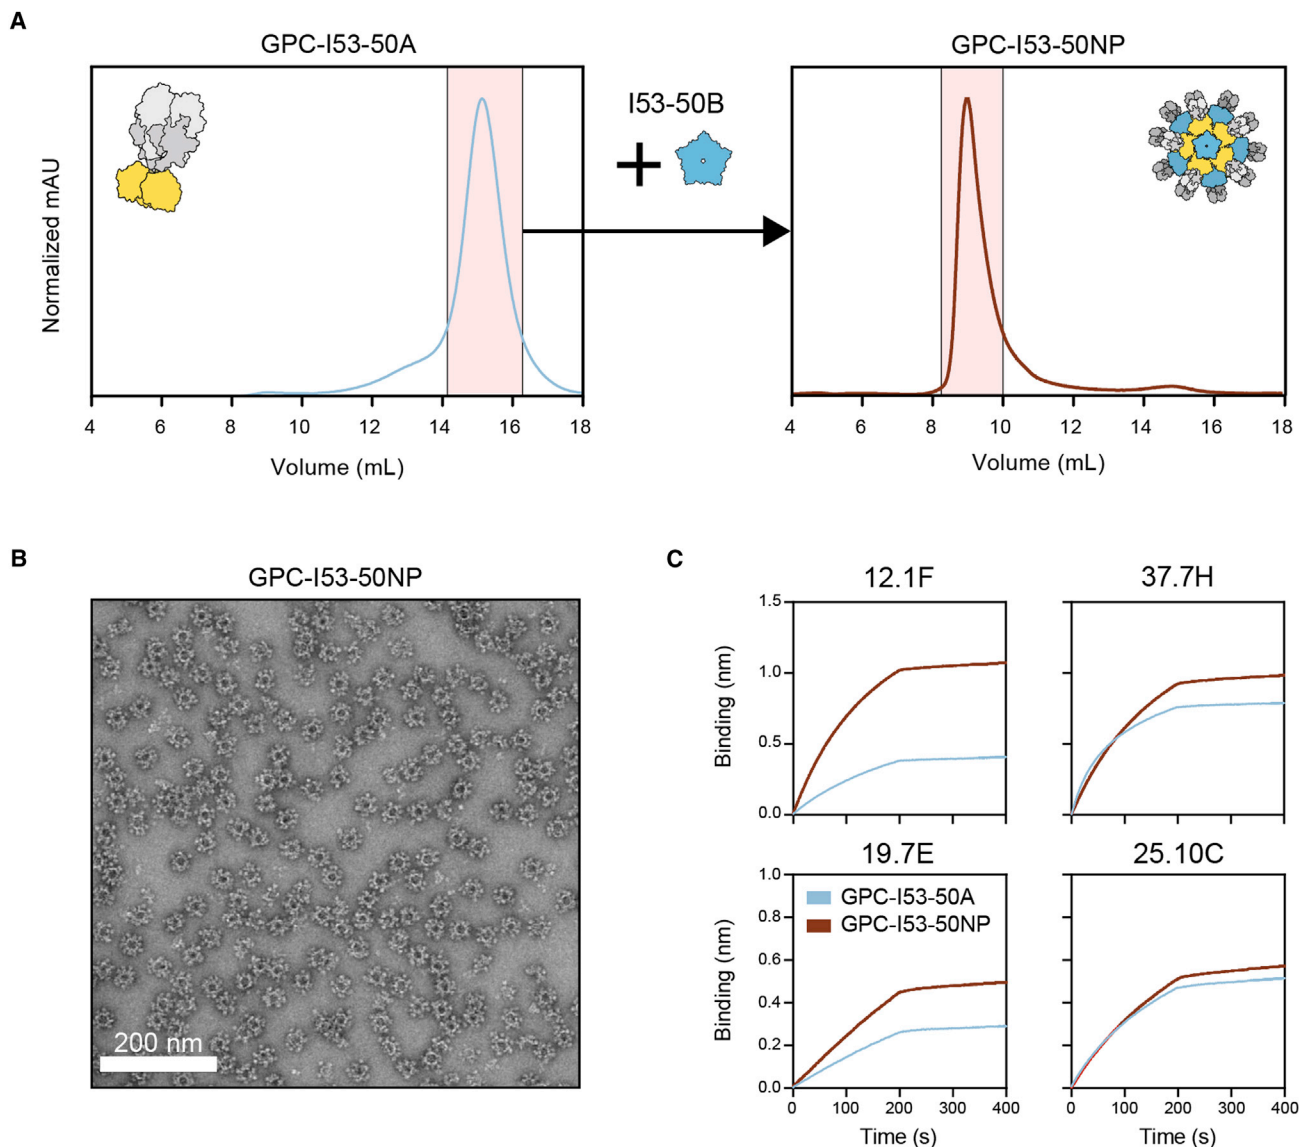 A
GPC-I53-50A
GPC-I53-50NP
Normalized mAU
I53-50B
4 6 8 10 12 14 16 18
4 6 8 10 12 14 16 18
Volume (mL)
Volume (mL)
B
GPC-I53-50NP
200 nm
C
12.1F
37.7H
Binding (nm)
1.5
1.0
0.5
0.0
19.7E
25.10C
GPC-I53-50A
GPC-I53-50NP
Binding (nm)
1.0
0.8
0.6
0.4
0.2
0.0
0 100 200 300 400
0 100 200 300 400
Time (s)
Time (s)